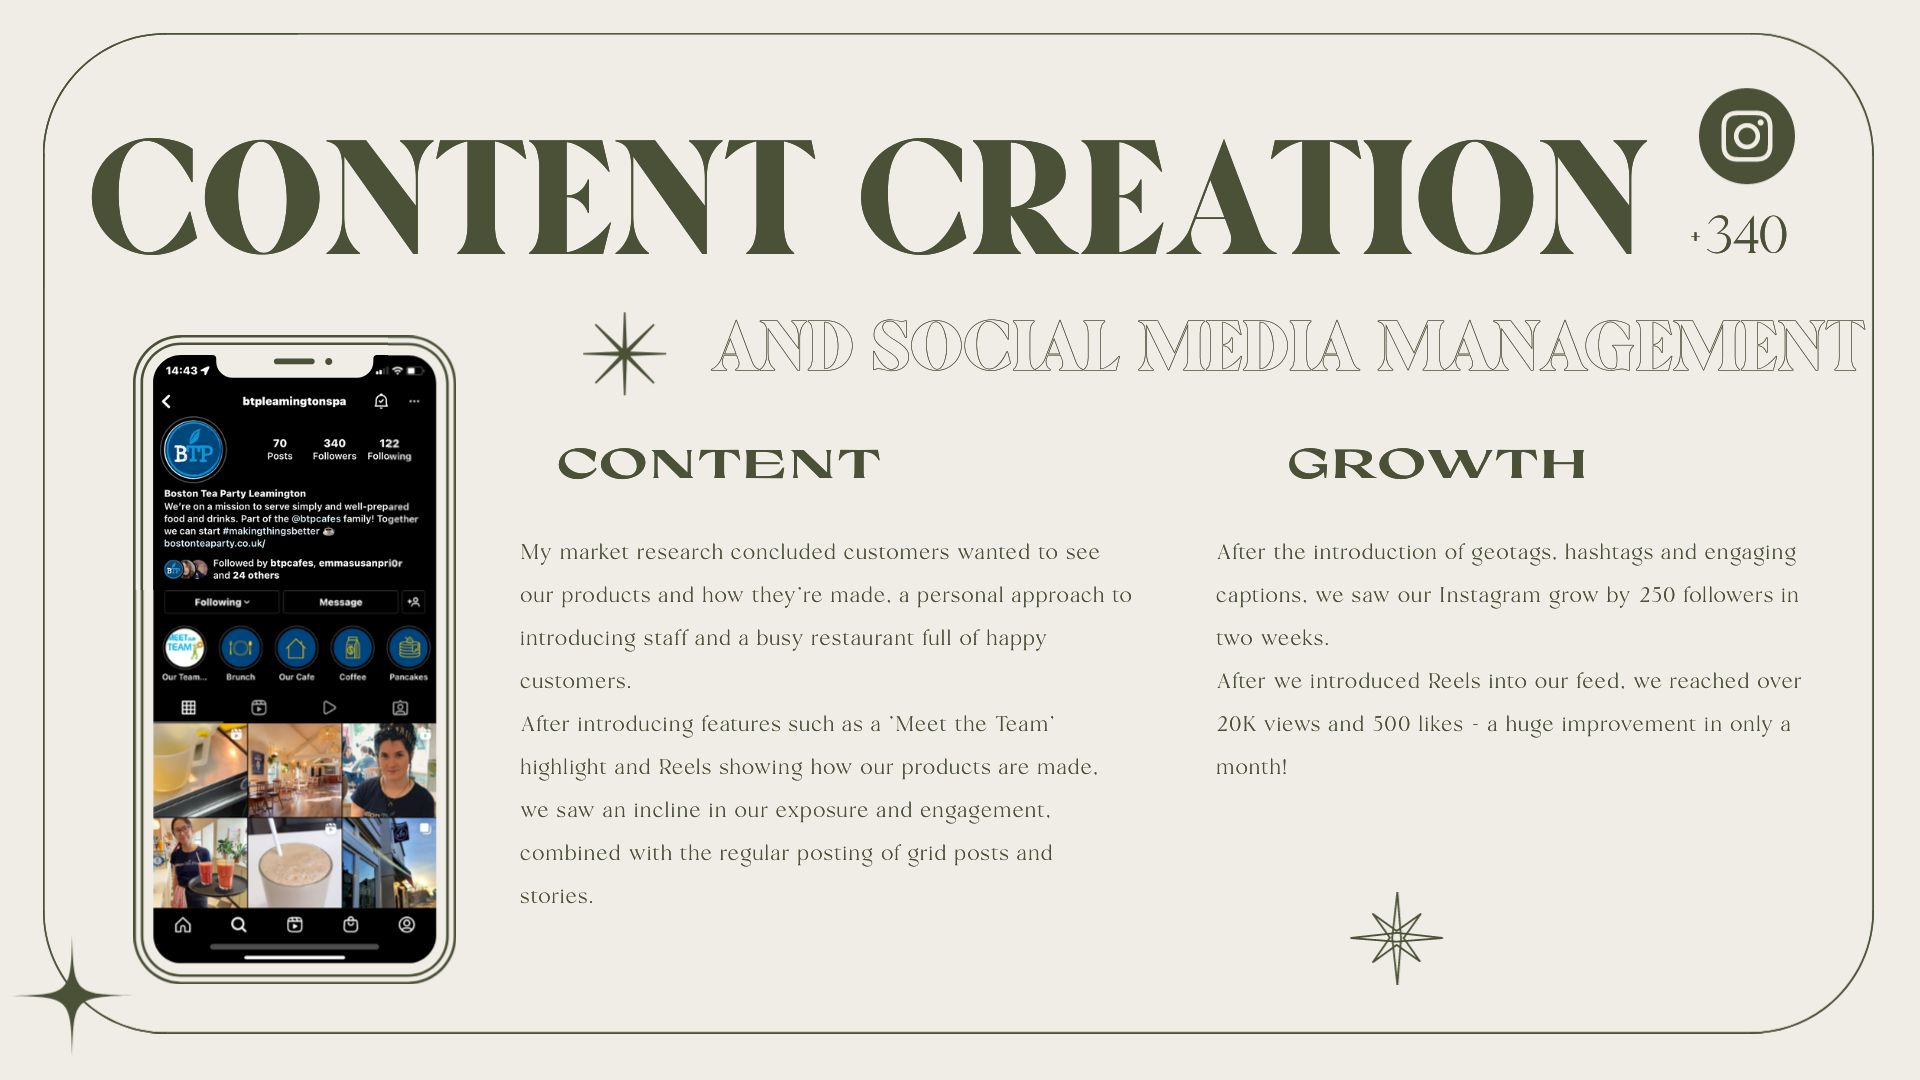 CONTENT CREATION
+340
AND SOCIAL MEDIA MANAGEMENT
14:43
btpleamingtonspa
BTP
70
340
122
Posts
Followers
Following
Boston Tea Party Leamington
We're on a mission to serve simply and well-prepared
food and drinks. Part of the @btpcafes family! Together
we can start #makingthingsbetter ☕
bostonteaparty.co.uk/
BTP
Followed by btpcafes, emmasusanpri0r
and 24 others
Following
Message
MEET OUR
TEAM
Our Team...
Brunch
Our Cafe
Coffee
Pancakes
CONTENT
My market research concluded customers wanted to see
our products and how they're made, a personal approach to
introducing staff and a busy restaurant full of happy
customers.
After introducing features such as a 'Meet the Team'
highlight and Reels showing how our products are made,
we saw an incline in our exposure and engagement,
combined with the regular posting of grid posts and
stories.
GROWTH
After the introduction of geotags, hashtags and engaging
captions, we saw our Instagram grow by 250 followers in
two weeks.
After we introduced Reels into our feed, we reached over
20K views and 500 likes - a huge improvement in only a
month!